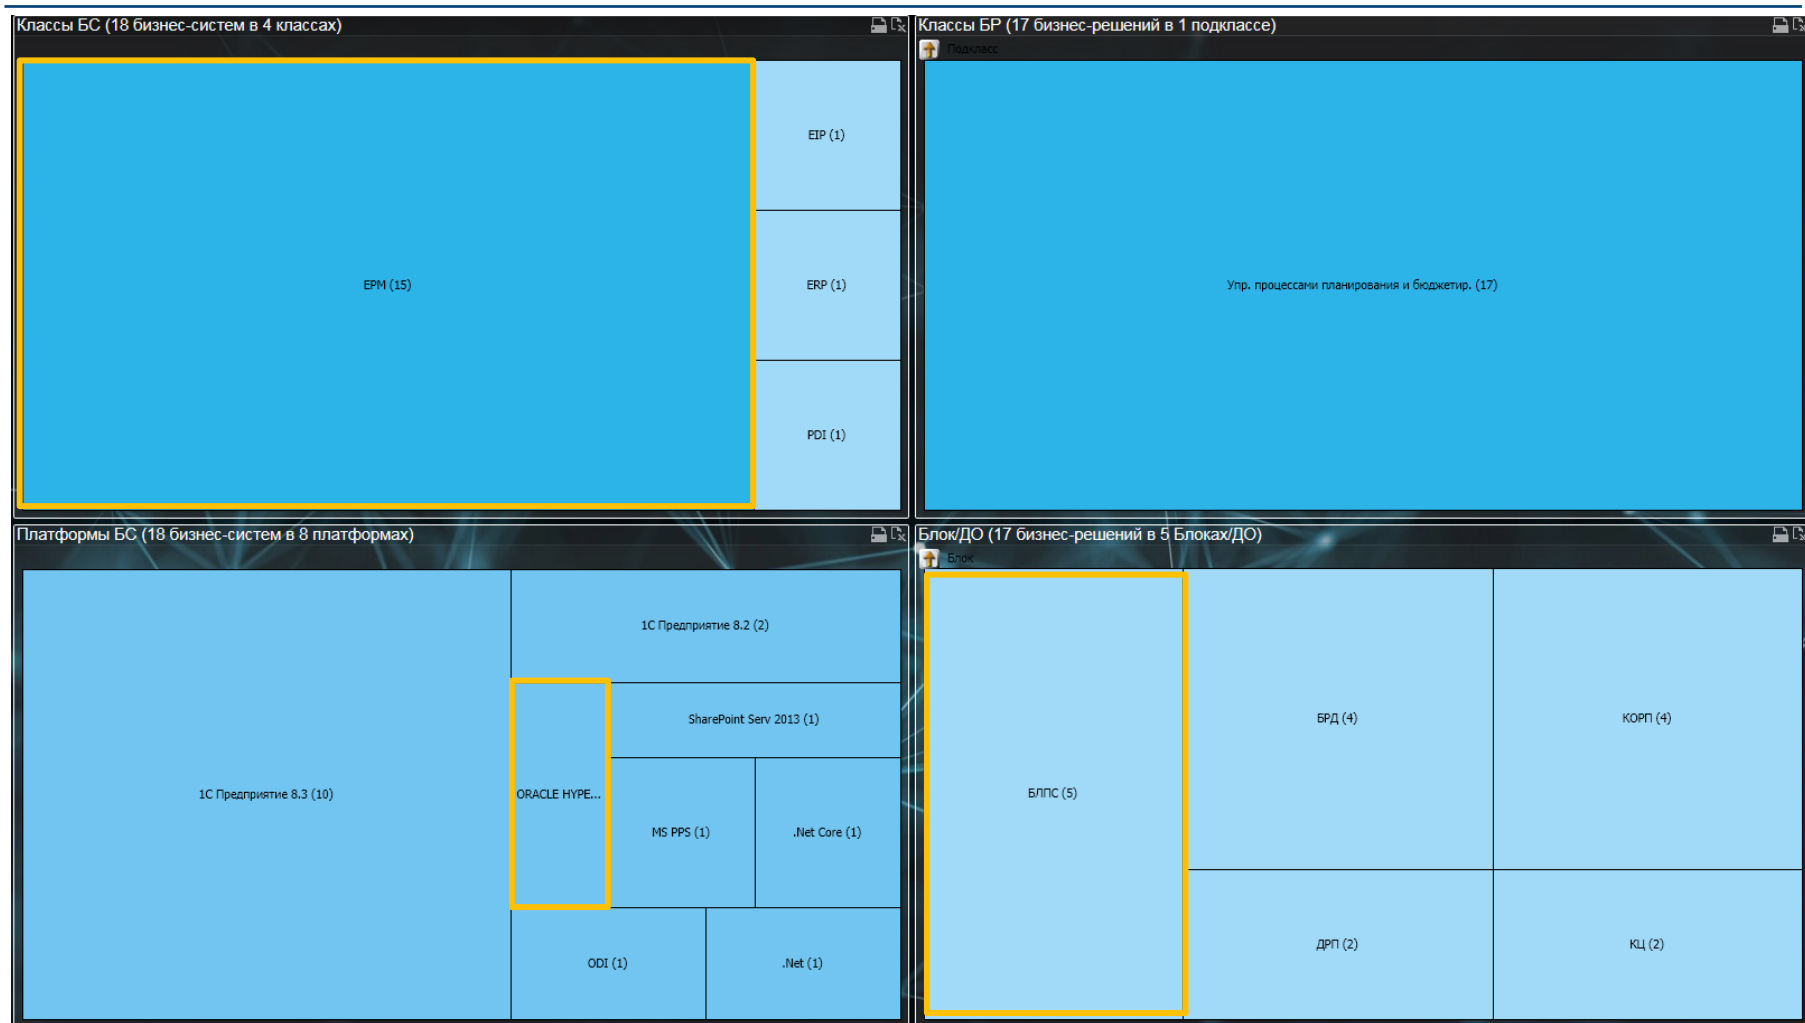 Классы БС (18 бизнес-систем в 4 классах)
EPM (15)
EIP (1)
ERP (1)
PDI (1)
Классы БР (17 бизнес-решений в 1 подклассе)
Подкласс
Упр. процессами планирования и бюджетир. (17)
Платформы БС (18 бизнес-систем в 8 платформах)
1С Предприятие 8.3 (10)
1С Предприятие 8.2 (2)
ORACLE HYPE...
SharePoint Serv 2013 (1)
MS PPS (1)
.Net Core (1)
ODI (1)
.Net (1)
Блок/ДО (17 бизнес-решений в 5 Блоках/ДО)
Блок
БЛПС (5)
БРД (4)
КОРП (4)
ДРП (2)
КЦ (2)